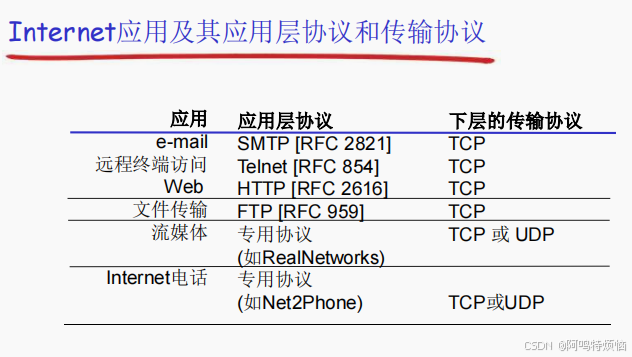 Internet应用及其应用层协议和传输协议
应用 应用层协议 下层的传输协议
e-mail SMTP [RFC 2821] TCP
远程终端访问 Telnet [RFC 854] TCP
Web HTTP [RFC 2616] TCP
文件传输 FTP [RFC 959] TCP
流媒体 专用协议 TCP 或 UDP
(如RealNetworks)
Internet电话 专用协议
(如Net2Phone) TCP或UDP
CSDN @阿鸣特烦恼